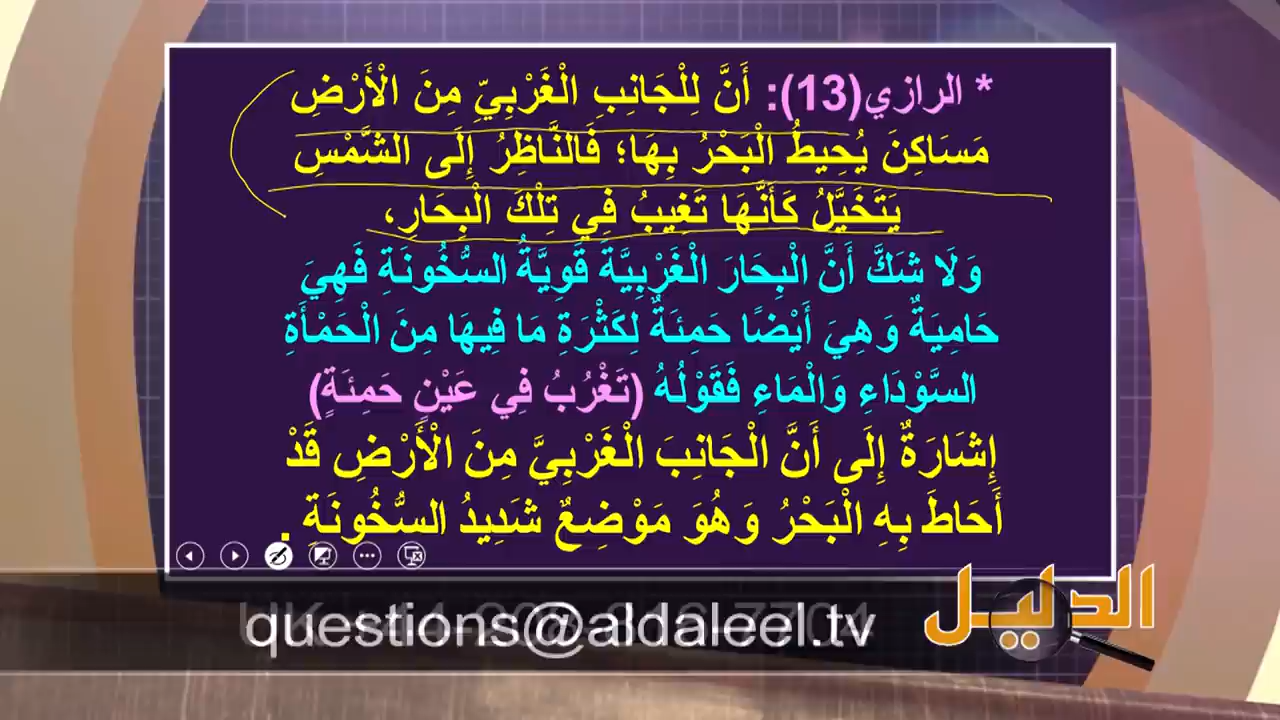 * الرازي(13): أَنَّ لِلْجَانِبِ الْغَرْبِيِّ مِنَ الْأَرْضِ
مَسَاكِنَ يُحِيطُ الْبَحْرُ بِهَا؛ فَالنَّاظِرُ إِلَى الشَّمْسِ
يَتَخَيَّلُ كَأَنَّهَا تَغِيبُ فِي تِلْكَ الْبِحَارِ،
وَلَا شَكَّ أَنَّ الْبِحَارَ الْغَرْبِيَّةَ قَوِيَّةُ السُّخُونَةِ فَهِيَ
حَامِيَةٌ وَهِيَ أَيْضًا حَمِئَةٌ لِكَثْرَةِ مَا فِيهَا مِنَ الْحَمْأَةِ
السَّوْدَاءِ وَالْمَاءِ فَقَوْلُهُ (تَغْرُبُ فِي عَيْنٍ حَمِئَةٍ)
إِشَارَةٌ إِلَى أَنَّ الْجَانِبَ الْغَرْبِيَّ مِنَ الْأَرْضِ قَدْ
أَحَاطَ بِهِ الْبَحْرُ وَهُوَ مَوْضِعٌ شَدِيدُ السُّخُونَةِ .
الدليل
questions@aldaleel.tv